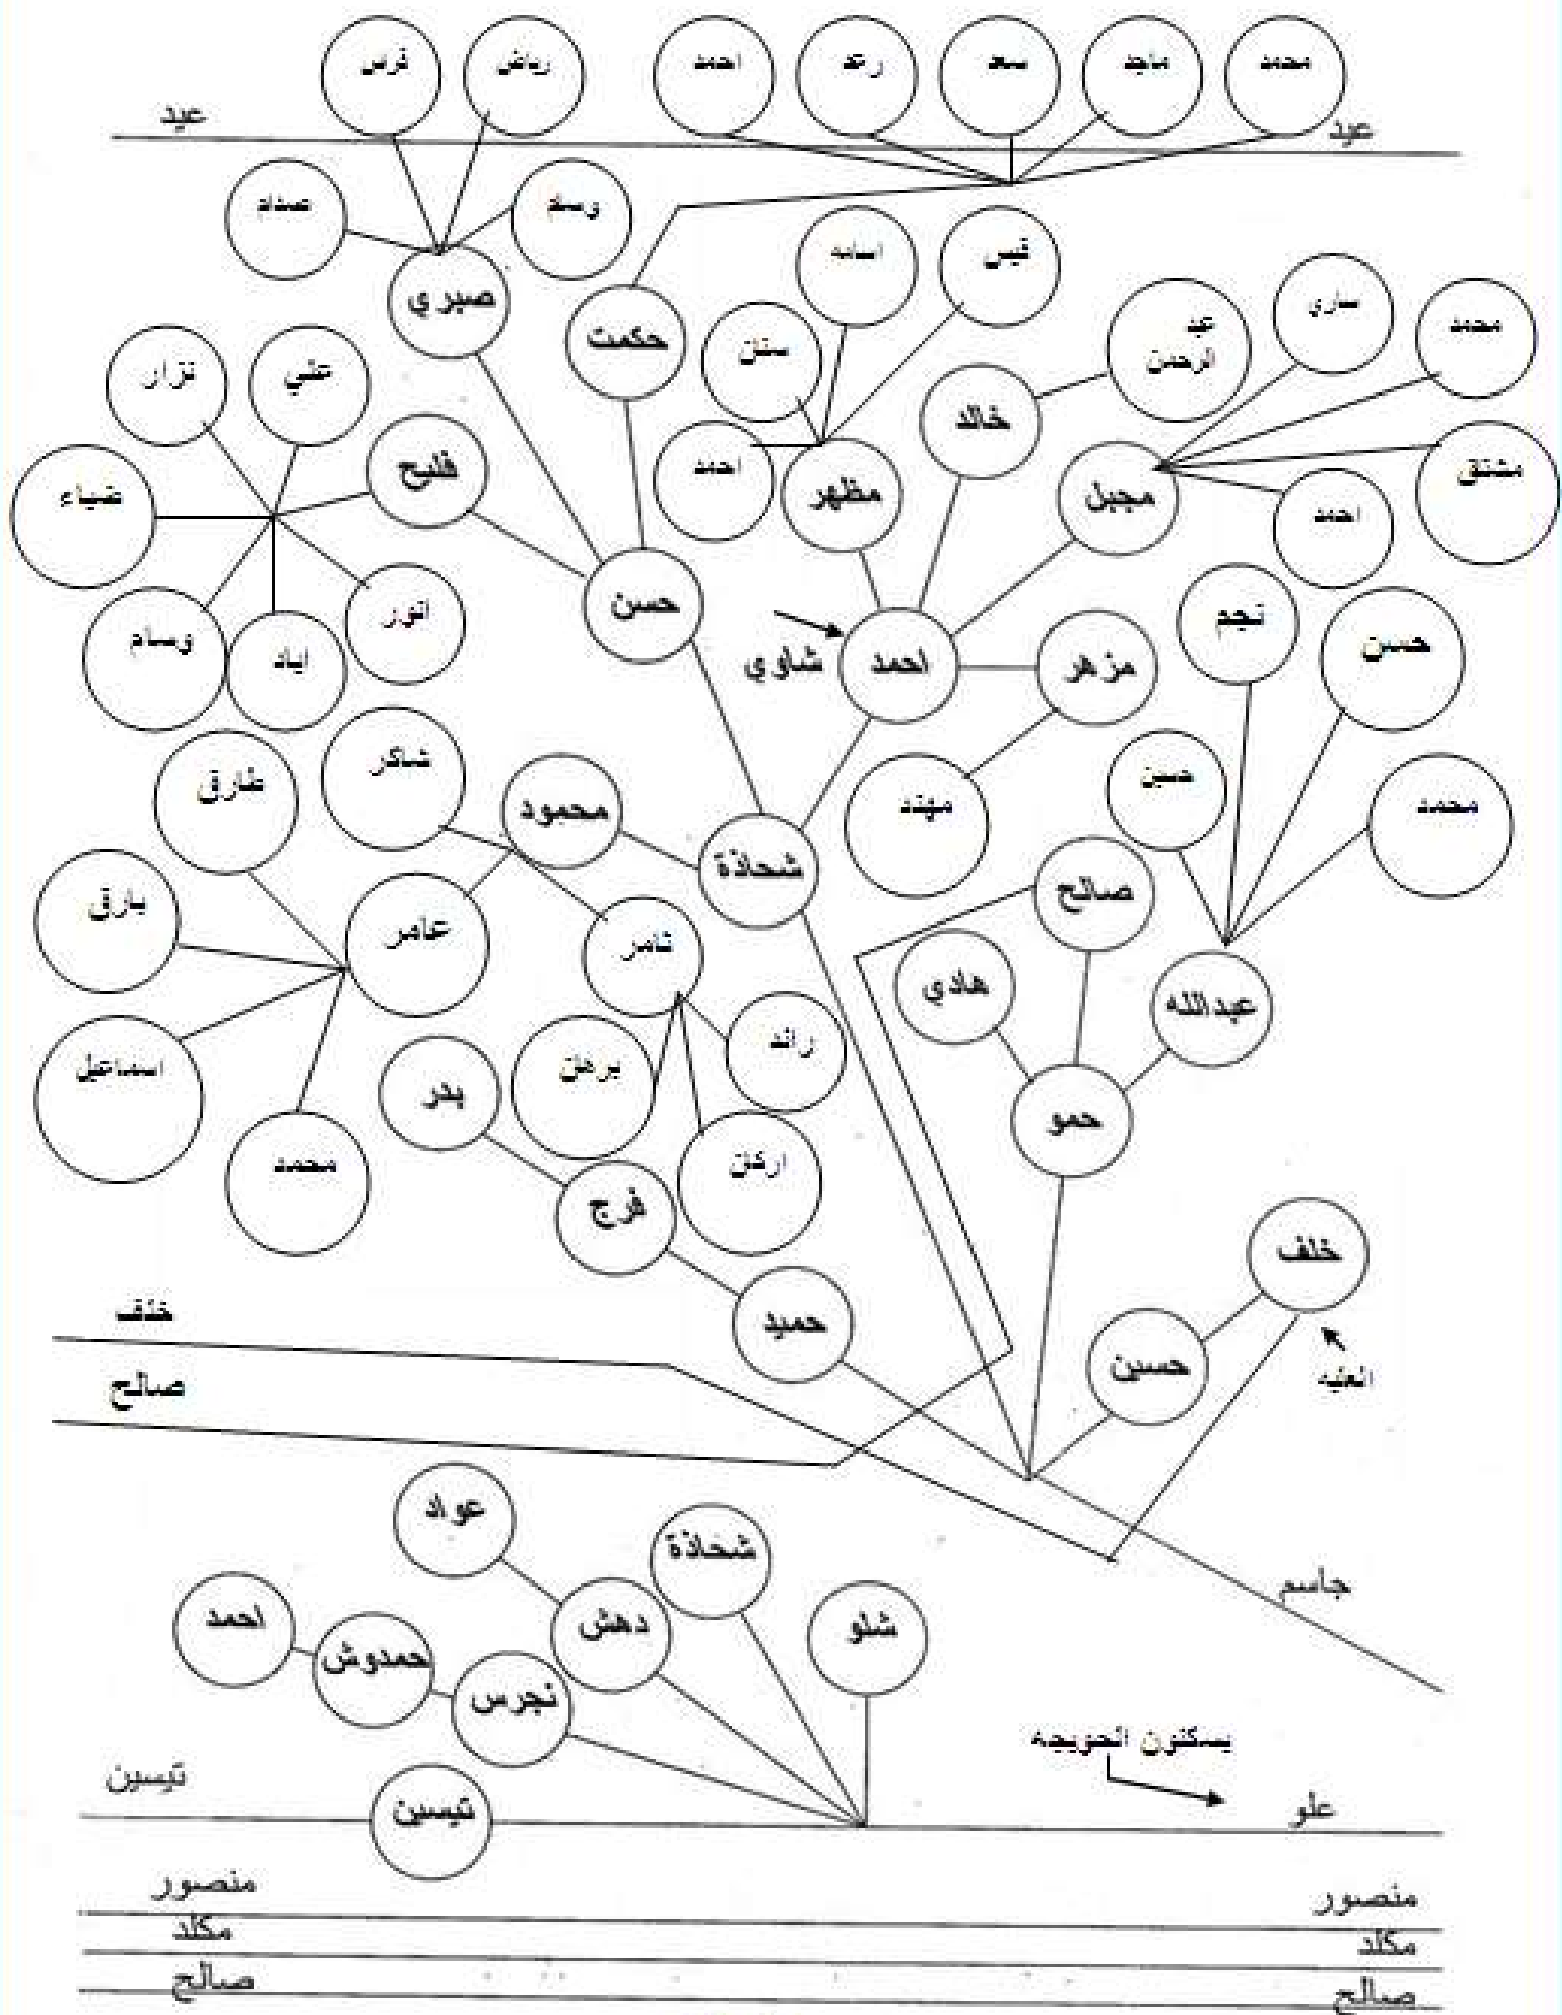 محمد
ماجد
سعد
رعد
احمد
رياض
فراس
عيد
عيد
وسام
صدام
قيس
اسامه
ساري
محمد
عبد الرحمن
صبري
حكمت
سنان
علي
نزار
خالد
مشتاق
احمد
مجبل
مظهر
احمد
فليح
ضياء
نجم
حسن
احمد
شاوي
مزهر
حسن
انور
اياد
وسام
محمد
حسين
مهند
محمود
شاكر
طارق
شحاذة
صالح
هادي
عبدالله
ثامر
عامر
بارق
رائد
برهان
بدر
اسماعيل
حمو
اركان
محمد
فرج
خلف
حميد
حسين
العليه
خلف
صالح
عواد
شحاذة
جاسم
شلو
دهش
احمد
حمدوش
نجرس
يسكنون الحويجه
علو
تيسين
تيسين
منصور
منصور
مكلد
مكلد
صالح
صالح